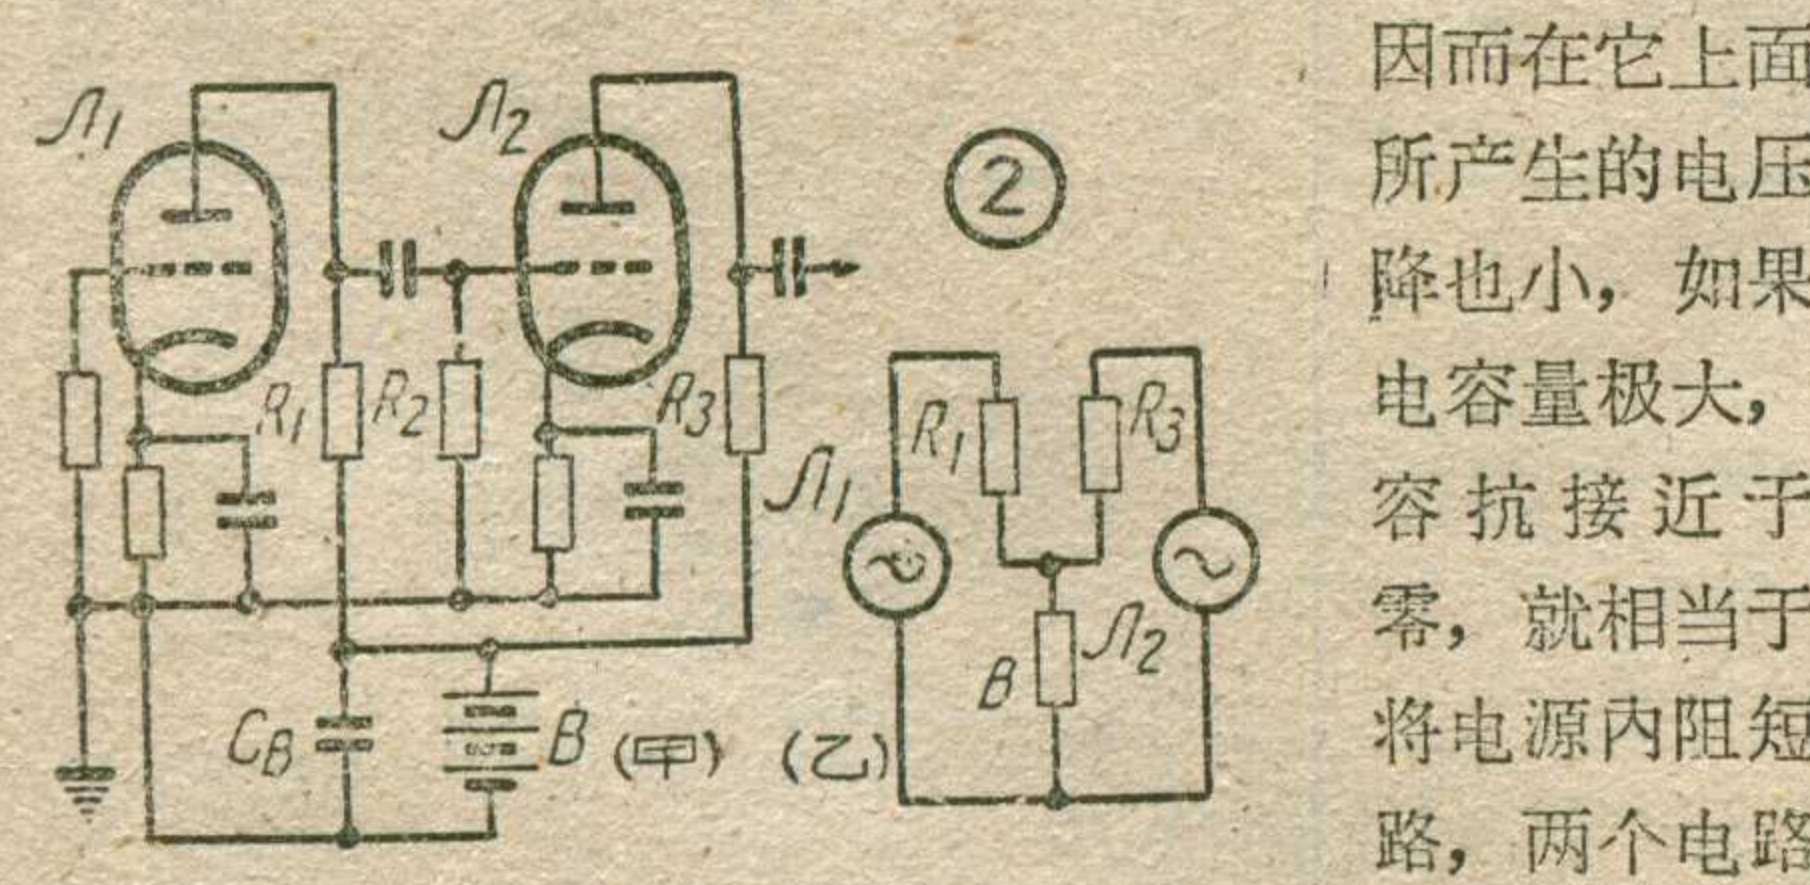 Л1
Л2
②
R1
R2
R3
CB
B
(甲)
(乙)
R1
R3
Л1
Л2
B
因而在它上面
所产生的电压
降也小，如果
电容量极大，
容抗接近于
零，就相当于
将电源内阻短
路，两个电路